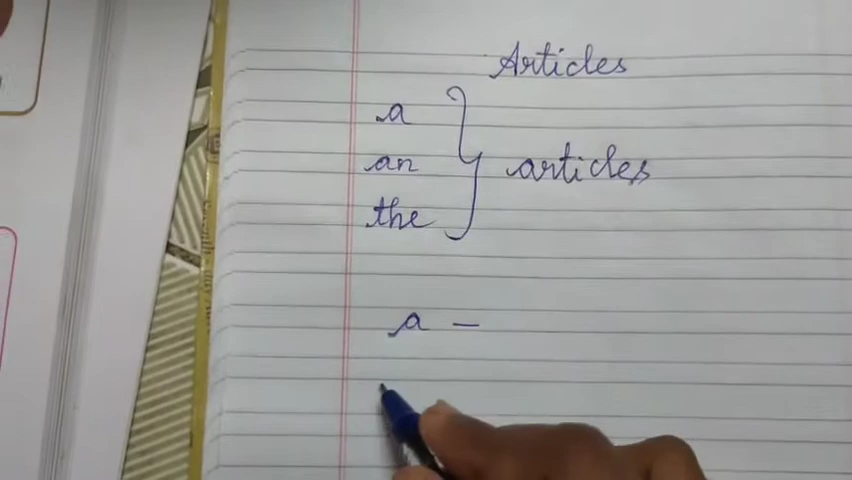 Articles
a
an
the
articles
a –